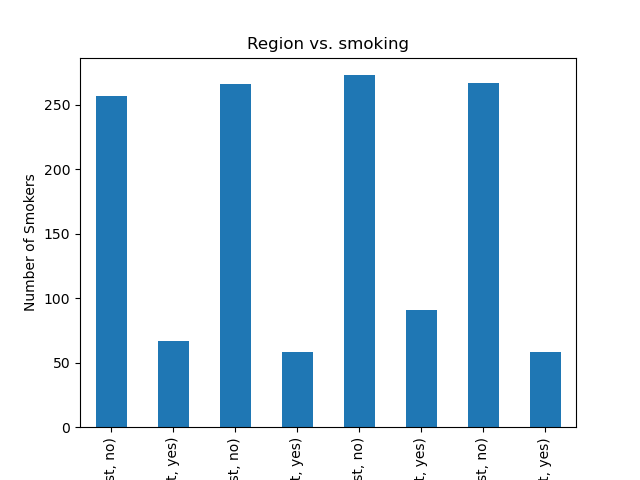 Region vs. smoking
Number of Smokers
250
200
150
100
50
0
st, no)
t, yes)
st, no)
t, yes)
st, no)
t, yes)
st, no)
t, yes)